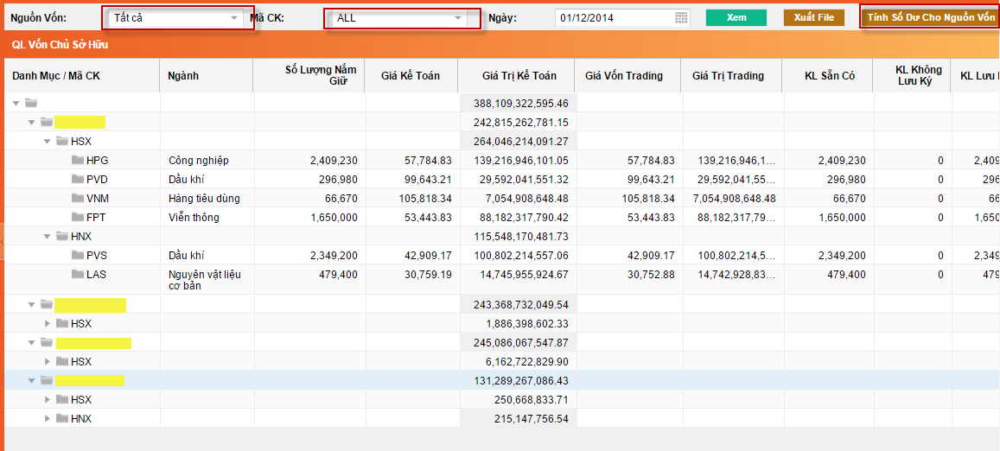 Nguồn Vốn: Tất cả Mã CK: ALL Ngày: 01/12/2014 Xem Xuất File Tính Số Dư Cho Nguồn Vốn
QL Vốn Chủ Sở Hữu
Danh Mục / Mã CK Ngành Số Lượng Nắm Giữ Giá Kế Toán Giá Trị Kế Toán Giá Vốn Trading Giá Trị Trading KL Sẵn Có KL Không Lưu Ký KL Lưu
388,109,322,595.46
242,815,262,781.15
HSX 264,046,214,091.27
HPG Công nghiệp 2,409,230 57,784.83 139,216,946,101.05 57,784.83 139,216,946,1... 2,409,230 0 2,409
PVD Dầu khí 296,980 99,643.21 29,592,041,551.32 99,643.21 29,592,041,55... 296,980 0 296
VNM Hàng tiêu dùng 66,670 105,818.34 7,054,908,648.48 105,818.34 7,054,908,648.48 66,670 0 66
FPT Viễn thông 1,650,000 53,443.83 88,182,317,790.42 53,443.83 88,182,317,79... 1,650,000 0 1,650
HNX 115,548,170,481.73
PVS Dầu khí 2,349,200 42,909.17 100,802,214,557.06 42,909.17 100,802,214,5... 2,349,200 0 2,349
LAS Nguyên vật liệu cơ bản 479,400 30,759.19 14,745,955,924.67 30,752.88 14,742,928,83... 479,400 0 479
243,368,732,049.54
HSX 1,886,398,602.33
245,086,067,547.87
HSX 6,162,722,829.90
131,289,267,086.43
HSX 250,668,833.71
HNX 215,147,756.54